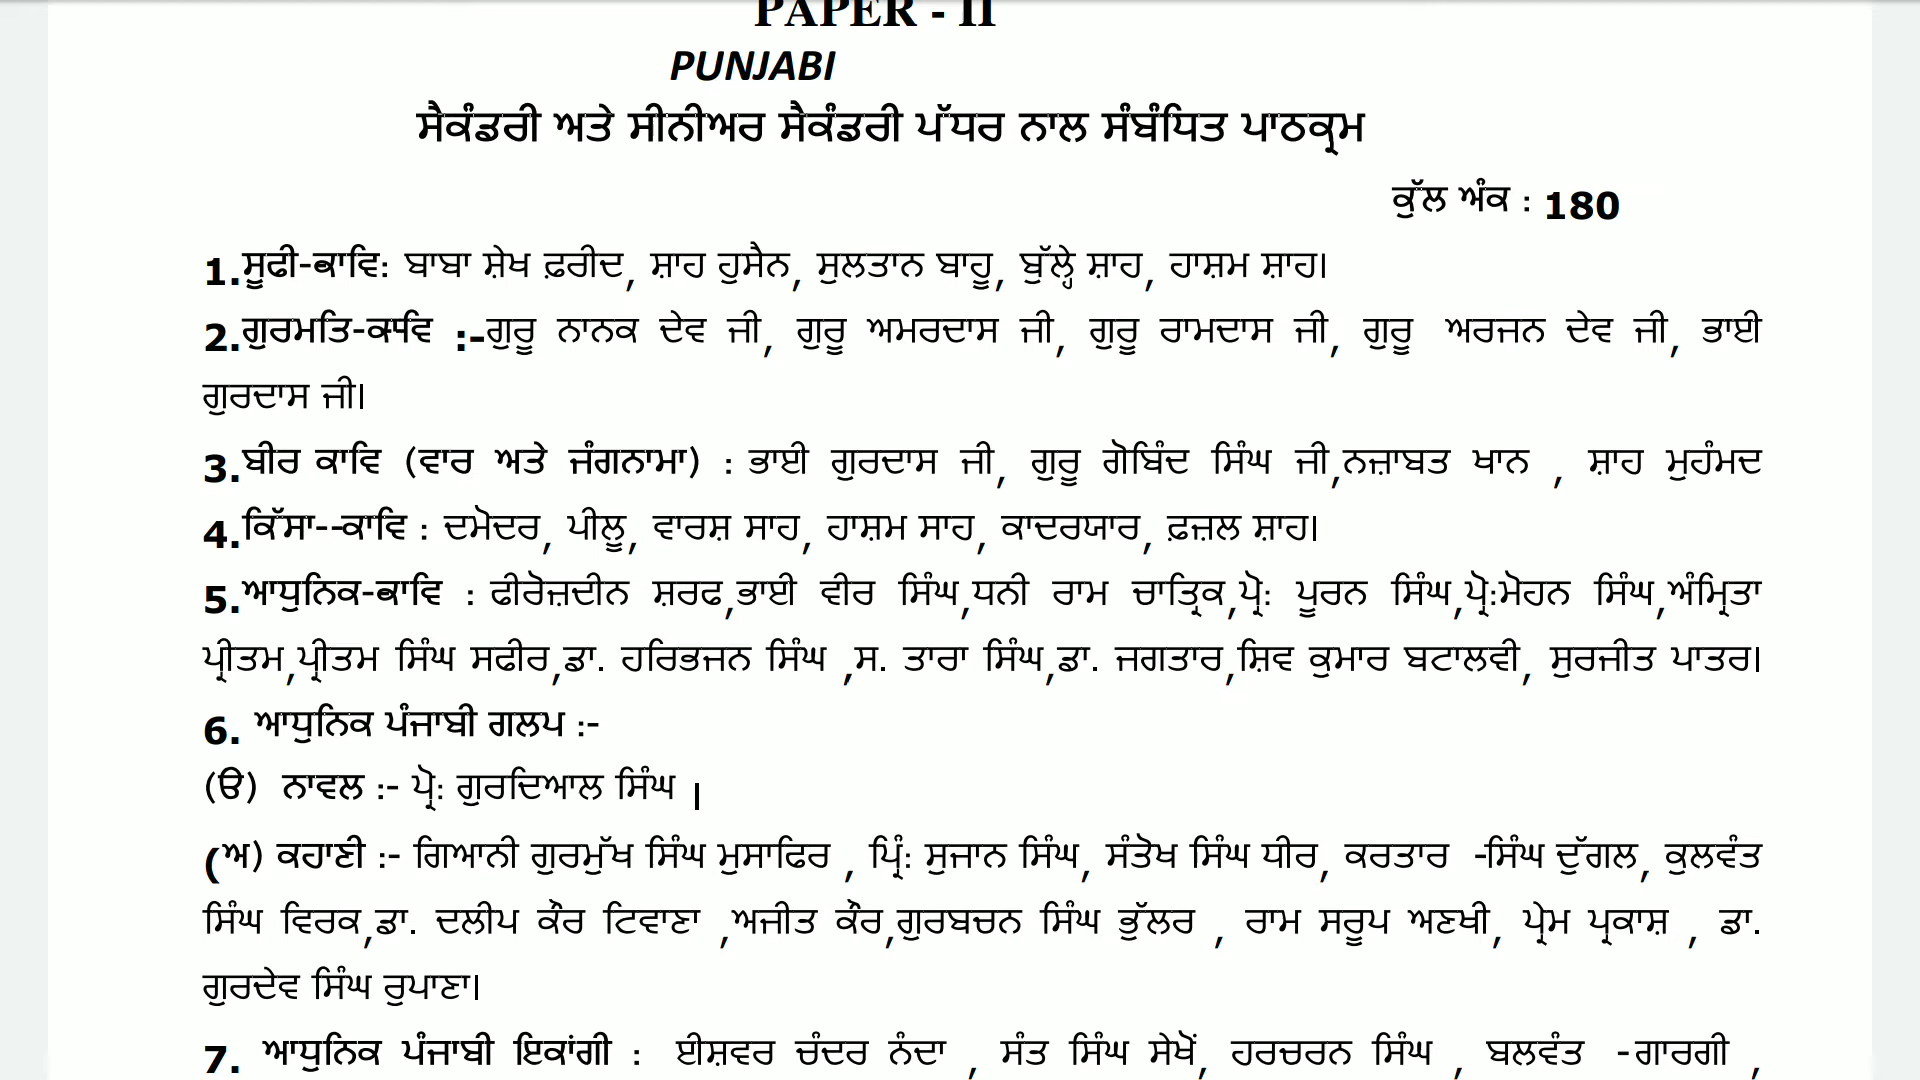 PAPER - II
PUNJABI
ਸੈਕੰਡਰੀ ਅਤੇ ਸੀਨੀਅਰ ਸੈਕੰਡਰੀ ਪੱਧਰ ਨਾਲ ਸੰਬੰਧਿਤ ਪਾਠਕ੍ਰਮ
ਕੁੱਲ ਅੰਕ : 180
1.ਸੂਫੀ-ਕਾਵਿ: ਬਾਬਾ ਸ਼ੇਖ ਫ਼ਰੀਦ, ਸ਼ਾਹ ਹੁਸੈਨ, ਸੁਲਤਾਨ ਬਾਹੂ, ਬੁੱਲ੍ਹੇ ਸ਼ਾਹ, ਹਾਸ਼ਮ ਸ਼ਾਹ।
2.ਗੁਰਮਤਿ-ਕਾਵਿ :-ਗੁਰੂ ਨਾਨਕ ਦੇਵ ਜੀ, ਗੁਰੂ ਅਮਰਦਾਸ ਜੀ, ਗੁਰੂ ਰਾਮਦਾਸ ਜੀ, ਗੁਰੂ ਅਰਜਨ ਦੇਵ ਜੀ, ਭਾਈ
ਗੁਰਦਾਸ ਜੀ।
3.ਬੀਰ ਕਾਵਿ (ਵਾਰ ਅਤੇ ਜੰਗਨਾਮਾ) : ਭਾਈ ਗੁਰਦਾਸ ਜੀ, ਗੁਰੂ ਗੋਬਿੰਦ ਸਿੰਘ ਜੀ,ਨਜ਼ਾਬਤ ਖਾਨ , ਸ਼ਾਹ ਮੁਹੰਮਦ
4.ਕਿੱਸਾ--ਕਾਵਿ : ਦਮੋਦਰ, ਪੀਲੂ, ਵਾਰਸ਼ ਸਾਹ, ਹਾਸ਼ਮ ਸਾਹ, ਕਾਦਰਯਾਰ, ਫ਼ਜ਼ਲ ਸ਼ਾਹ।
5.ਆਧੁਨਿਕ-ਕਾਵਿ : ਫੀਰੋਜ਼ਦੀਨ ਸ਼ਰਫ,ਭਾਈ ਵੀਰ ਸਿੰਘ,ਧਨੀ ਰਾਮ ਚਾਤ੍ਰਿਕ,ਪ੍ਰੋ: ਪੂਰਨ ਸਿੰਘ,ਪ੍ਰੋ:ਮੋਹਨ ਸਿੰਘ,ਅੰਮ੍ਰਿਤਾ
ਪ੍ਰੀਤਮ,ਪ੍ਰੀਤਮ ਸਿੰਘ ਸਫੀਰ,ਡਾ. ਹਰਿਭਜਨ ਸਿੰਘ ,ਸ. ਤਾਰਾ ਸਿੰਘ,ਡਾ. ਜਗਤਾਰ,ਸ਼ਿਵ ਕੁਮਾਰ ਬਟਾਲਵੀ, ਸੁਰਜੀਤ ਪਾਤਰ।
6. ਆਧੁਨਿਕ ਪੰਜਾਬੀ ਗਲਪ :-
(ੳ) ਨਾਵਲ :- ਪ੍ਰੋ: ਗੁਰਦਿਆਲ ਸਿੰਘ ।
(ਅ) ਕਹਾਣੀ :- ਗਿਆਨੀ ਗੁਰਮੁੱਖ ਸਿੰਘ ਮੁਸਾਫਿਰ , ਪ੍ਰਿੰ: ਸੁਜਾਨ ਸਿੰਘ, ਸੰਤੋਖ ਸਿੰਘ ਧੀਰ, ਕਰਤਾਰ -ਸਿੰਘ ਦੁੱਗਲ, ਕੁਲਵੰਤ
ਸਿੰਘ ਵਿਰਕ,ਡਾ. ਦਲੀਪ ਕੌਰ ਟਿਵਾਣਾ ,ਅਜੀਤ ਕੌਰ,ਗੁਰਬਚਨ ਸਿੰਘ ਭੁੱਲਰ , ਰਾਮ ਸਰੂਪ ਅਣਖੀ, ਪ੍ਰੇਮ ਪ੍ਰਕਾਸ਼ , ਡਾ.
ਗੁਰਦੇਵ ਸਿੰਘ ਰੁਪਾਣਾ।
7. ਆਧੁਨਿਕ ਪੰਜਾਬੀ ਇਕਾਂਗੀ : ਈਸ਼ਵਰ ਚੰਦਰ ਨੰਦਾ , ਸੰਤ ਸਿੰਘ ਸੇਖੋਂ, ਹਰਚਰਨ ਸਿੰਘ , ਬਲਵੰਤ -ਗਾਰਗੀ ,